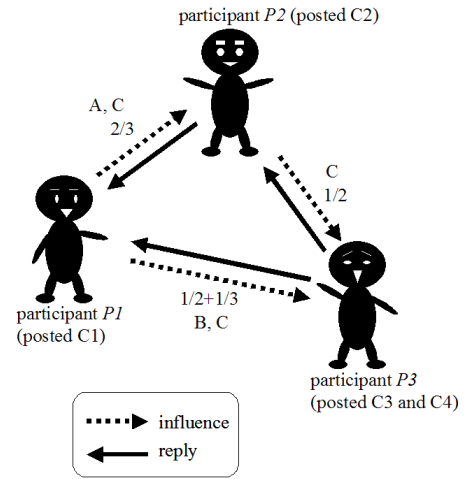 participant P2 (posted C2)
A, C
2/3
C
1/2
1/2+1/3
B, C
participant P1
(posted C1)
participant P3
(posted C3 and C4)
influence
reply